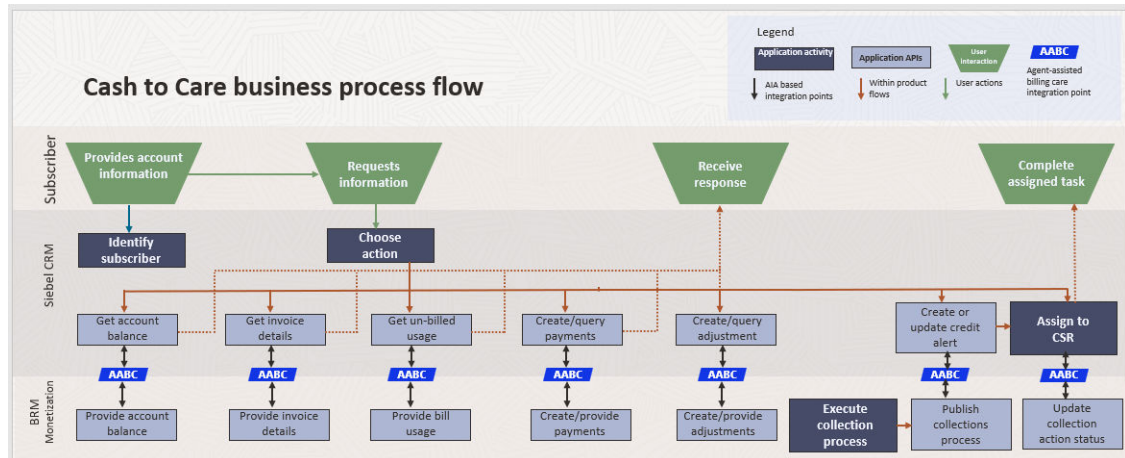 Cash to Care business process flow
Legend
Application activity
Application APIs
User
interaction
AABC
AIA based
integration points
Within product
flows
User actions
Agent-assisted
billing care
integration point
Subscriber
Provides account
information
Requests
information
Receive
response
Complete
assigned task
Siebel CRM
Identify
subscriber
Choose
action
Get account
balance
Get invoice
details
Get un-billed
usage
Create/query
payments
Create/query
adjustment
Create or
update credit
alert
Assign to
CSR
AABC
AABC
AABC
AABC
AABC
AABC
AABC
BRM
Monetization
Provide account
balance
Provide invoice
details
Provide bill
usage
Create/provide
payments
Create/provide
adjustments
Execute
collection
process
Publish
collections
process
Update
collection
action status